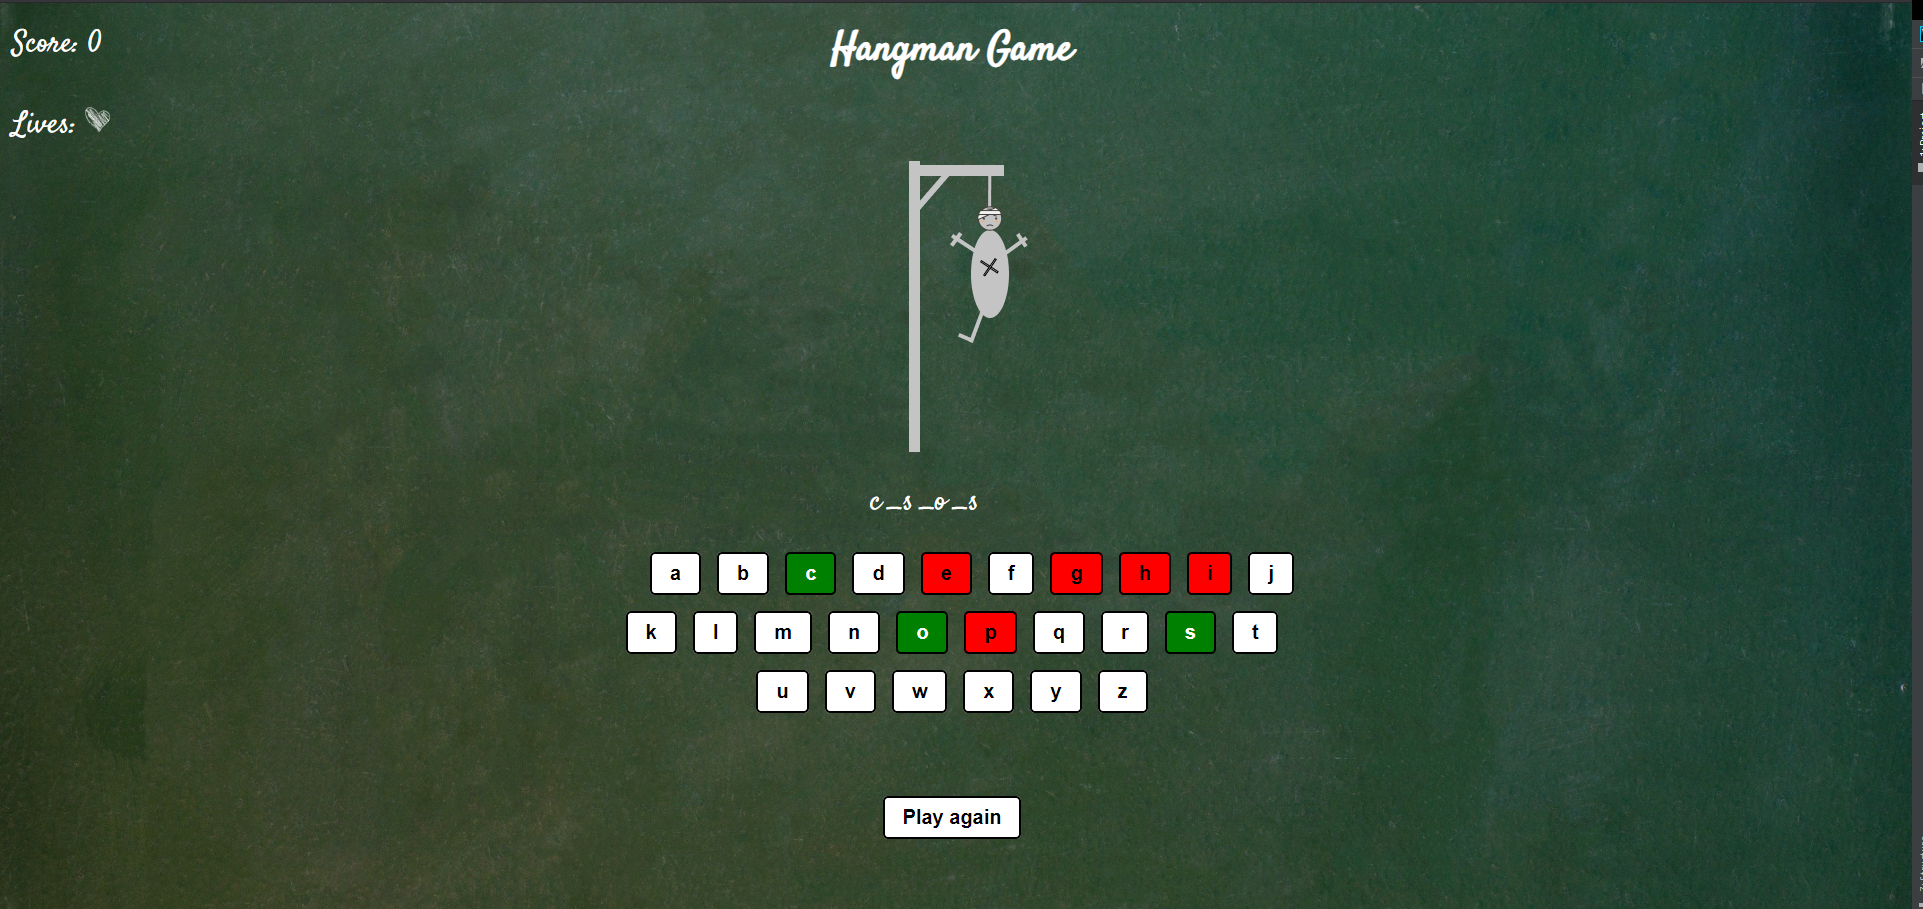 Score: 0
Hangman Game
Lives:
c _ s _ o _ s
a b c d e f g h i j
k l m n o p q r s t
u v w x y z
Play again